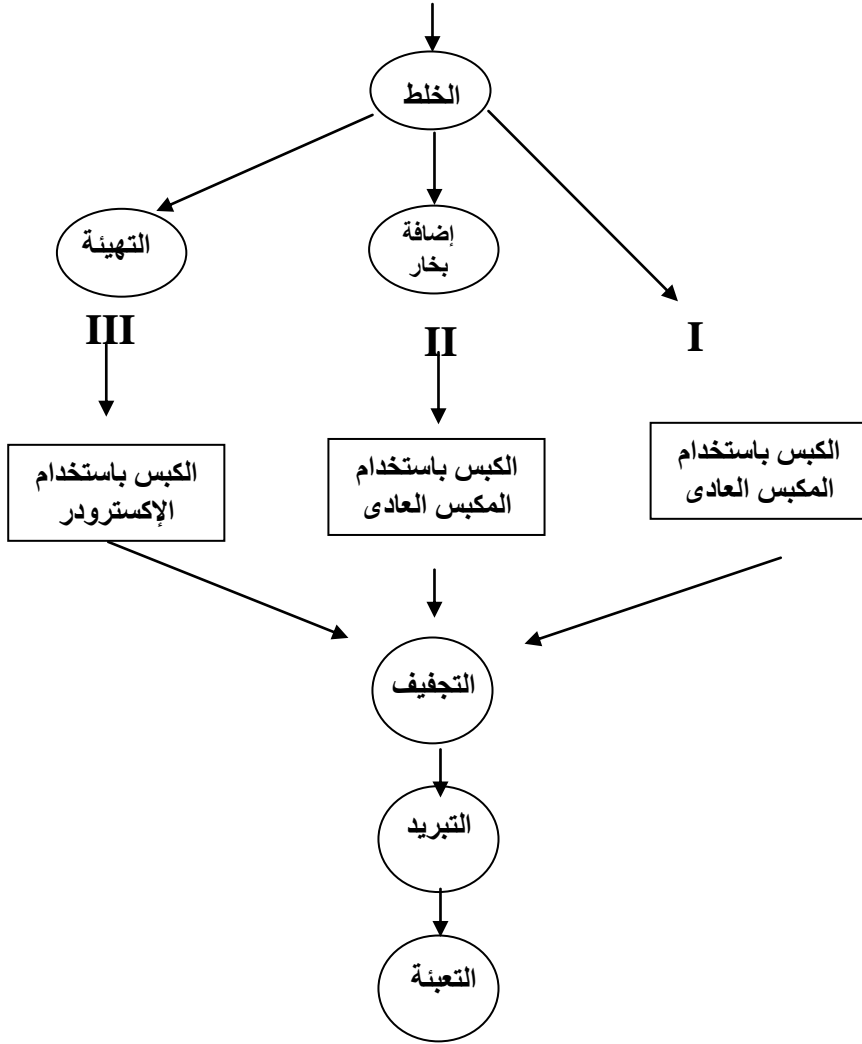 الخلط
إضافة
بخار
التهيئة
I
II
III
الكبس باستخدام
المكبس العادى
الكبس باستخدام
المكبس العادى
الكبس باستخدام
الإكسترودر
التجفيف
التبريد
التعبئة